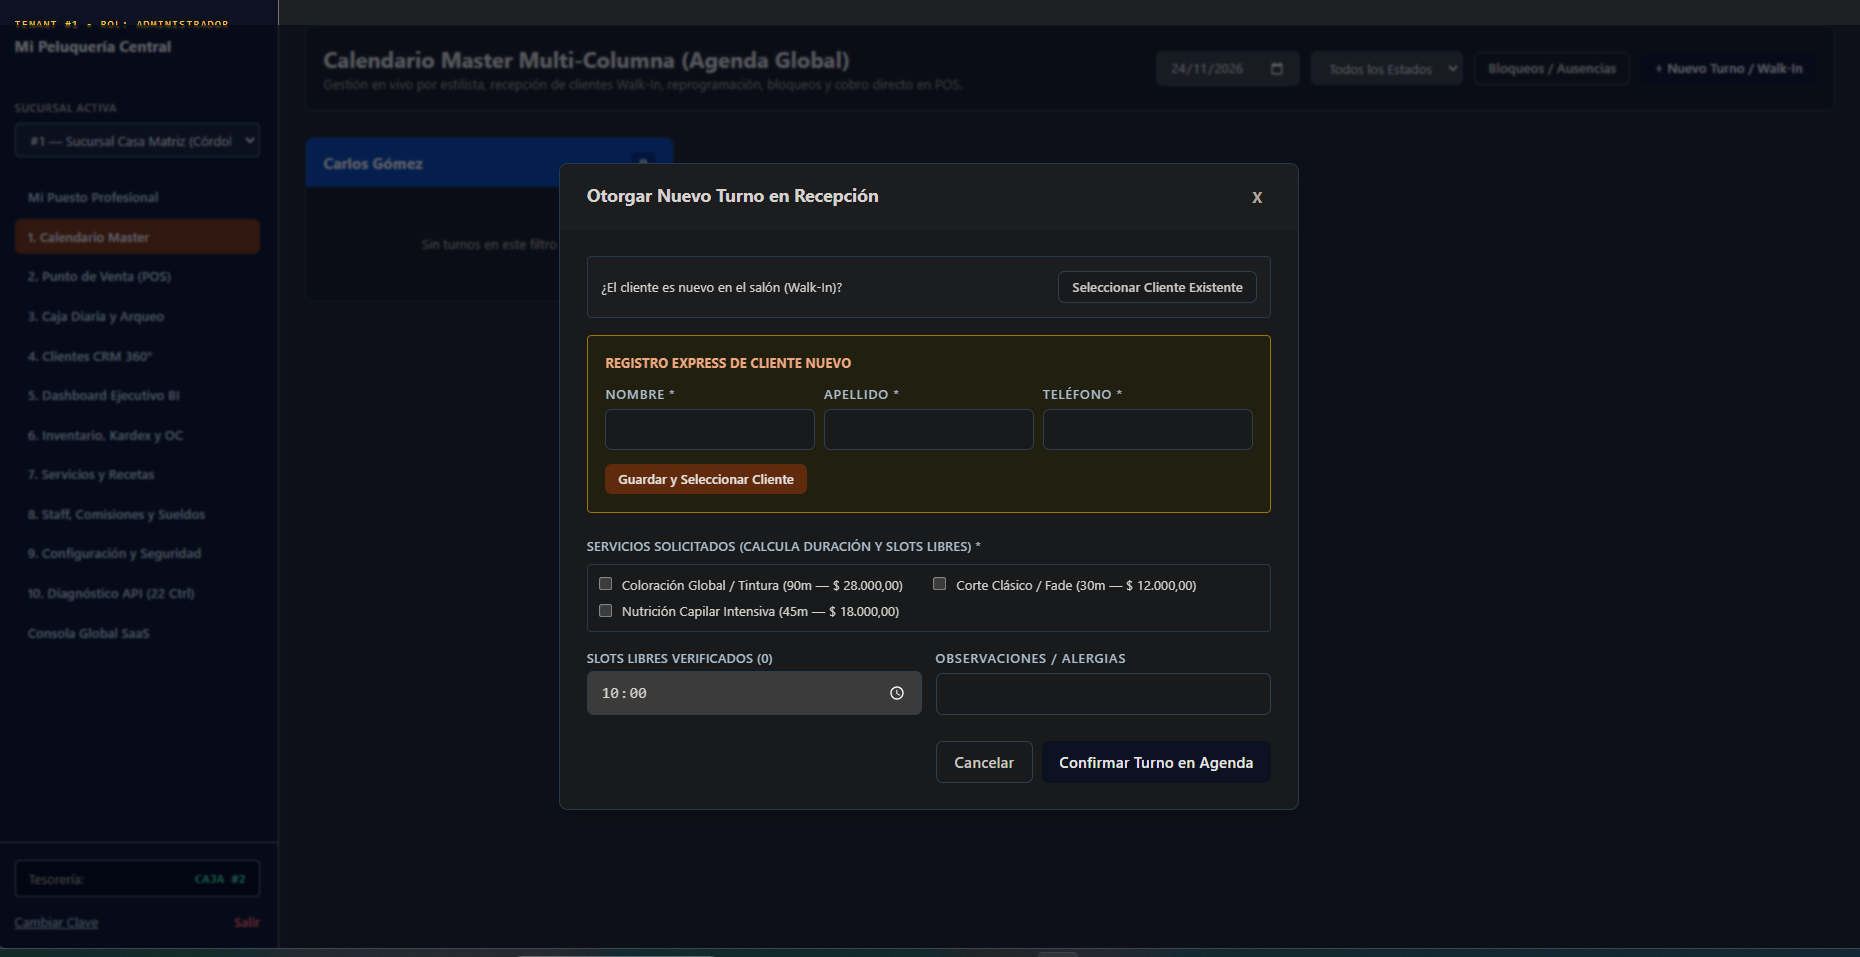 TENANT #1 - ROL: ADMINISTRADOR
Mi Peluquería Central
SUCURSAL ACTIVA
#1 — Sucursal Casa Matriz (Córdol
Mi Puesto Profesional
1. Calendario Master
2. Punto de Venta (POS)
3. Caja Diaria y Arqueo
4. Clientes CRM 360°
5. Dashboard Ejecutivo BI
6. Inventario, Kardex y OC
7. Servicios y Recetas
8. Staff, Comisiones y Sueldos
9. Configuración y Seguridad
10. Diagnóstico API (22 Ctrl)
Consola Global SaaS
Tesorería: CAJA #2
Cambiar Clave Salir
Calendario Master Multi-Columna (Agenda Global)
Gestión en vivo por estilista, recepción de clientes Walk-In, reprogramación, bloqueos y cobro directo en POS.
24/11/2026 Todos los Estados Bloqueos / Ausencias + Nuevo Turno / Walk-In
Carlos Gómez
Sin turnos en este filtro
Otorgar Nuevo Turno en Recepción X
¿El cliente es nuevo en el salón (Walk-In)? Seleccionar Cliente Existente
REGISTRO EXPRESS DE CLIENTE NUEVO
NOMBRE * APELLIDO * TELÉFONO *
Guardar y Seleccionar Cliente
SERVICIOS SOLICITADOS (CALCULA DURACIÓN Y SLOTS LIBRES) *
Coloración Global / Tintura (90m — $ 28.000,00) Corte Clásico / Fade (30m — $ 12.000,00)
Nutrición Capilar Intensiva (45m — $ 18.000,00)
SLOTS LIBRES VERIFICADOS (0) OBSERVACIONES / ALERGIAS
10:00
Cancelar Confirmar Turno en Agenda